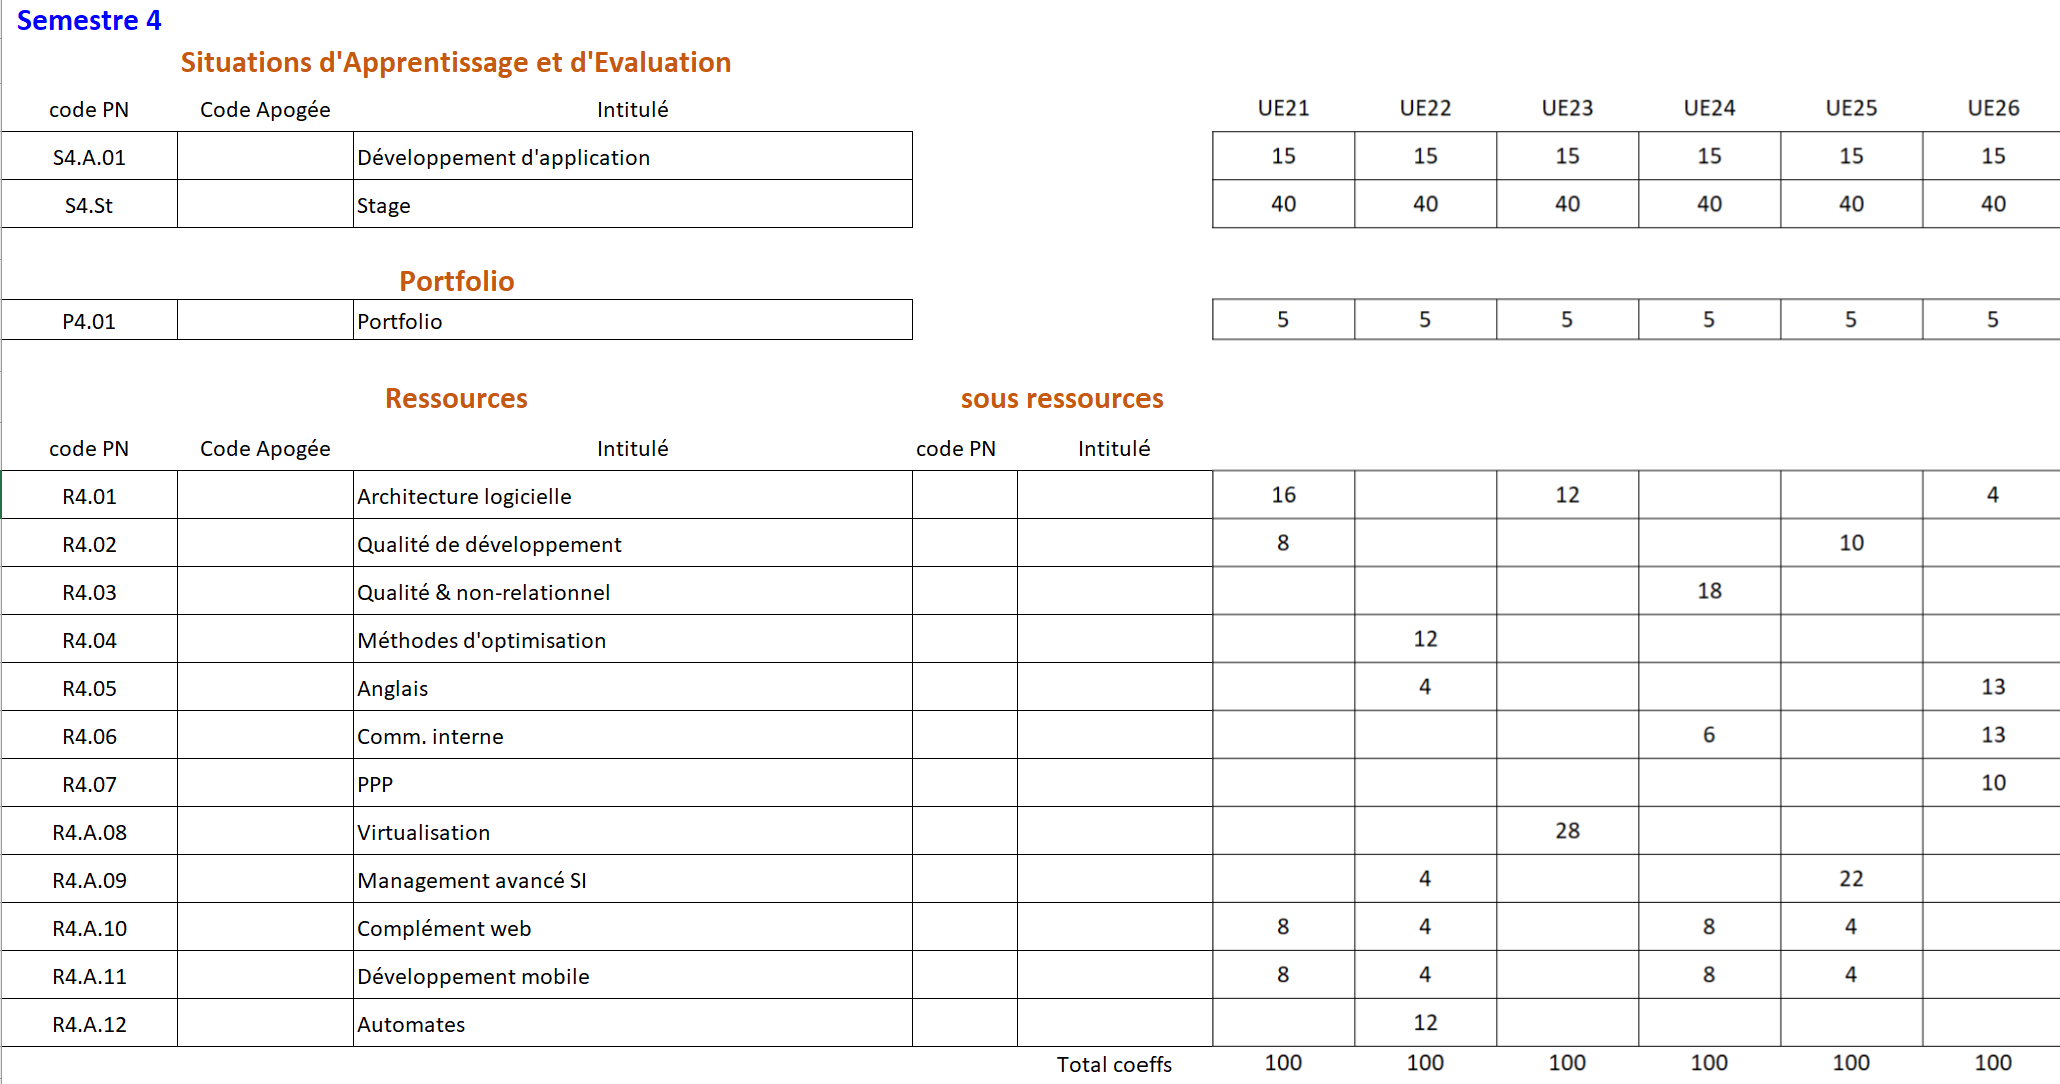 Semestre 4
Situations d'Apprentissage et d'Evaluation
code PN Code Apogée Intitulé UE21 UE22 UE23 UE24 UE25 UE26
S4.A.01 Développement d'application 15 15 15 15 15 15
S4.St Stage 40 40 40 40 40 40
Portfolio
P4.01 Portfolio 5 5 5 5 5 5
Ressources sous ressources
code PN Code Apogée Intitulé code PN Intitulé
R4.01 Architecture logicielle 16 12 4
R4.02 Qualité de développement 8 10
R4.03 Qualité & non-relationnel 18
R4.04 Méthodes d'optimisation 12
R4.05 Anglais 4 13
R4.06 Comm. interne 6 13
R4.07 PPP 10
R4.A.08 Virtualisation 28
R4.A.09 Management avancé SI 4 22
R4.A.10 Complément web 8 4 8 4
R4.A.11 Développement mobile 8 4 8 4
R4.A.12 Automates 12
Total coeffs 100 100 100 100 100 100